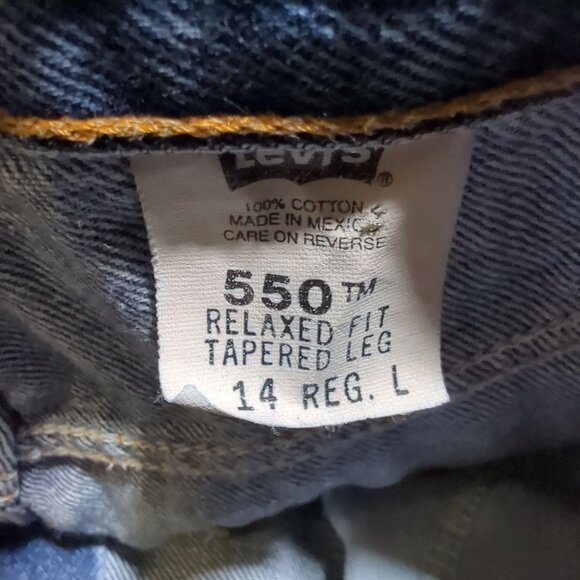 Levi's®
100% COTTON
MADE IN MEXICO
CARE ON REVERSE
550™
RELAXED FIT
TAPERED LEG
14 REG. L